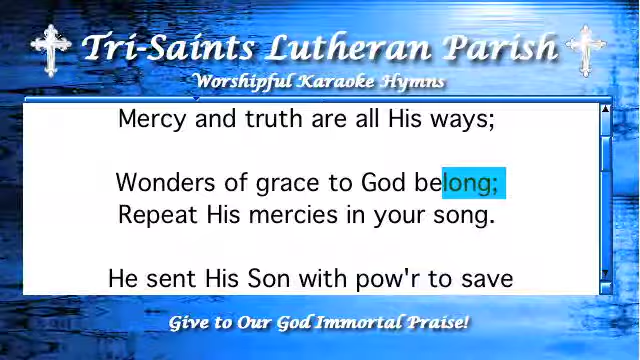 Tri-Saints Lutheran Parish
Worshipful Karaoke Hymns
Mercy and truth are all His ways;
Wonders of grace to God belong;
Repeat His mercies in your song.
He sent His Son with pow'r to save
Give to Our God Immortal Praise!